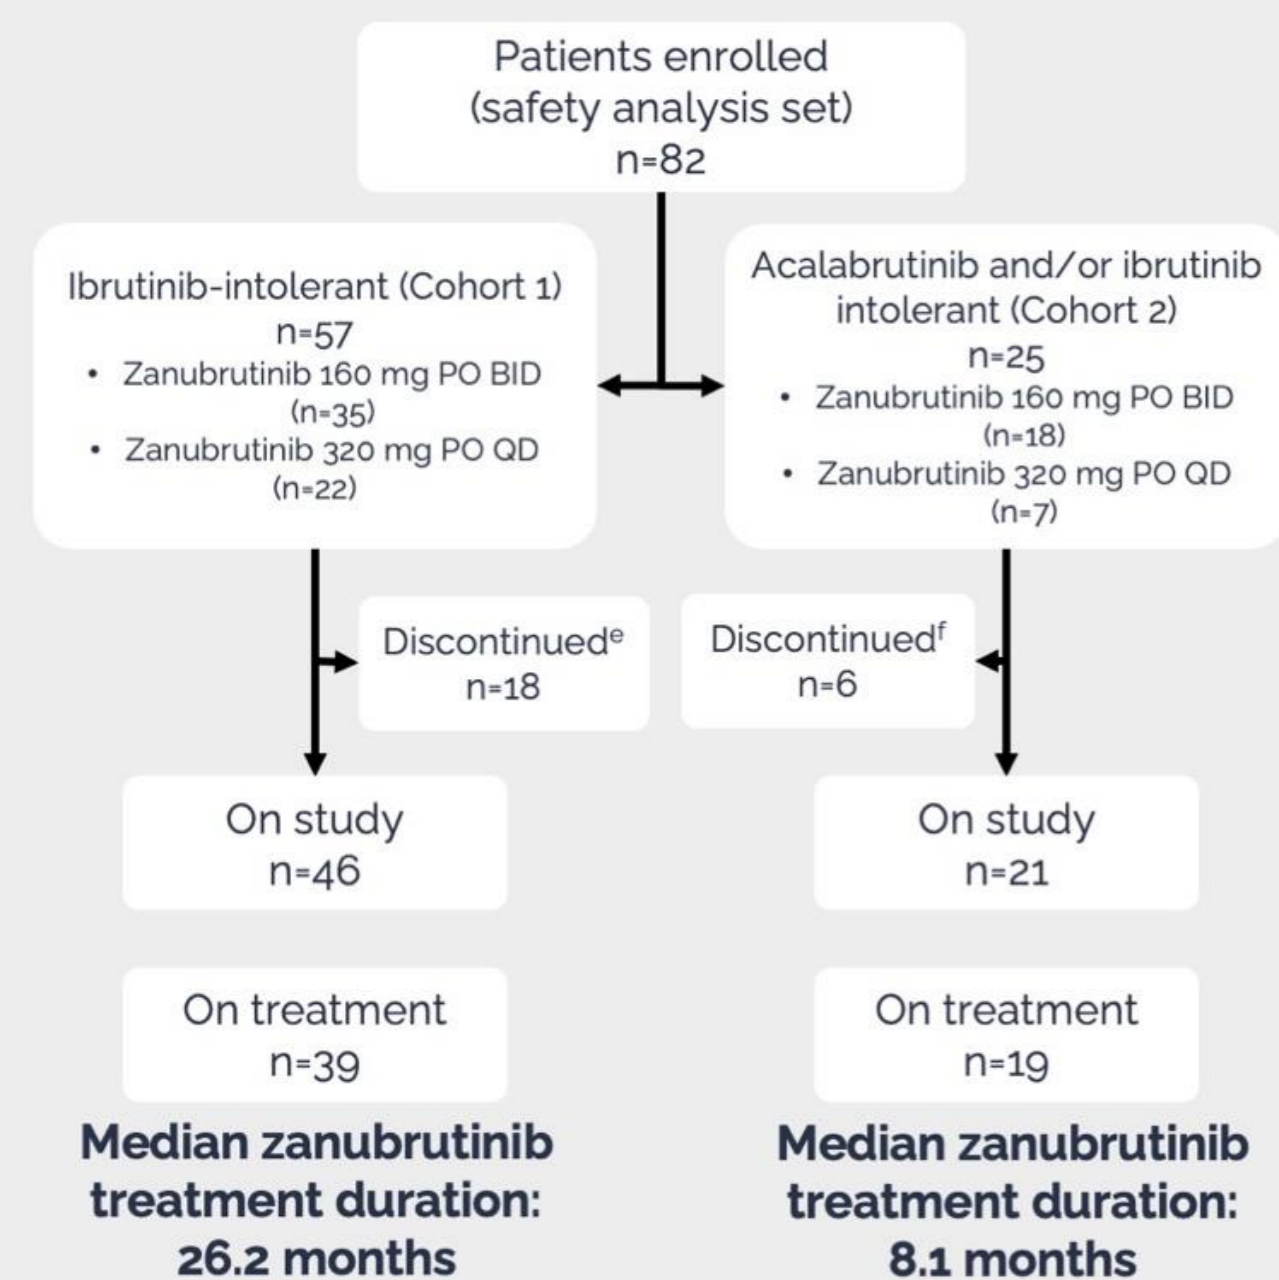 Patients enrolled
(safety analysis set)
n=82
Ibrutinib-intolerant (Cohort 1)
n=57
• Zanubrutinib 160 mg PO BID
(n=35)
• Zanubrutinib 320 mg PO QD
(n=22)
Acalabrutinib and/or ibrutinib
intolerant (Cohort 2)
n=25
• Zanubrutinib 160 mg PO BID
(n=18)
• Zanubrutinib 320 mg PO QD
(n=7)
Discontinuedᵉ
n=18
Discontinuedᶠ
n=6
On study
n=46
On study
n=21
On treatment
n=39
On treatment
n=19
Median zanubrutinib
treatment duration:
26.2 months
Median zanubrutinib
treatment duration:
8.1 months